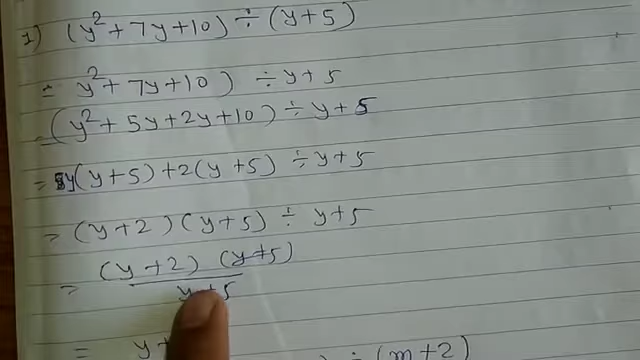 1) (y² + 7y + 10) ÷ (y + 5)
= y² + 7y + 10) ÷ y + 5
= (y² + 5y + 2y + 10) ÷ y + 5
= y(y + 5) + 2(y + 5) ÷ y + 5
= (y + 2) (y + 5) ÷ y + 5
= (y + 2) (y + 5)
y + 5
= y +
÷ (m + 2)